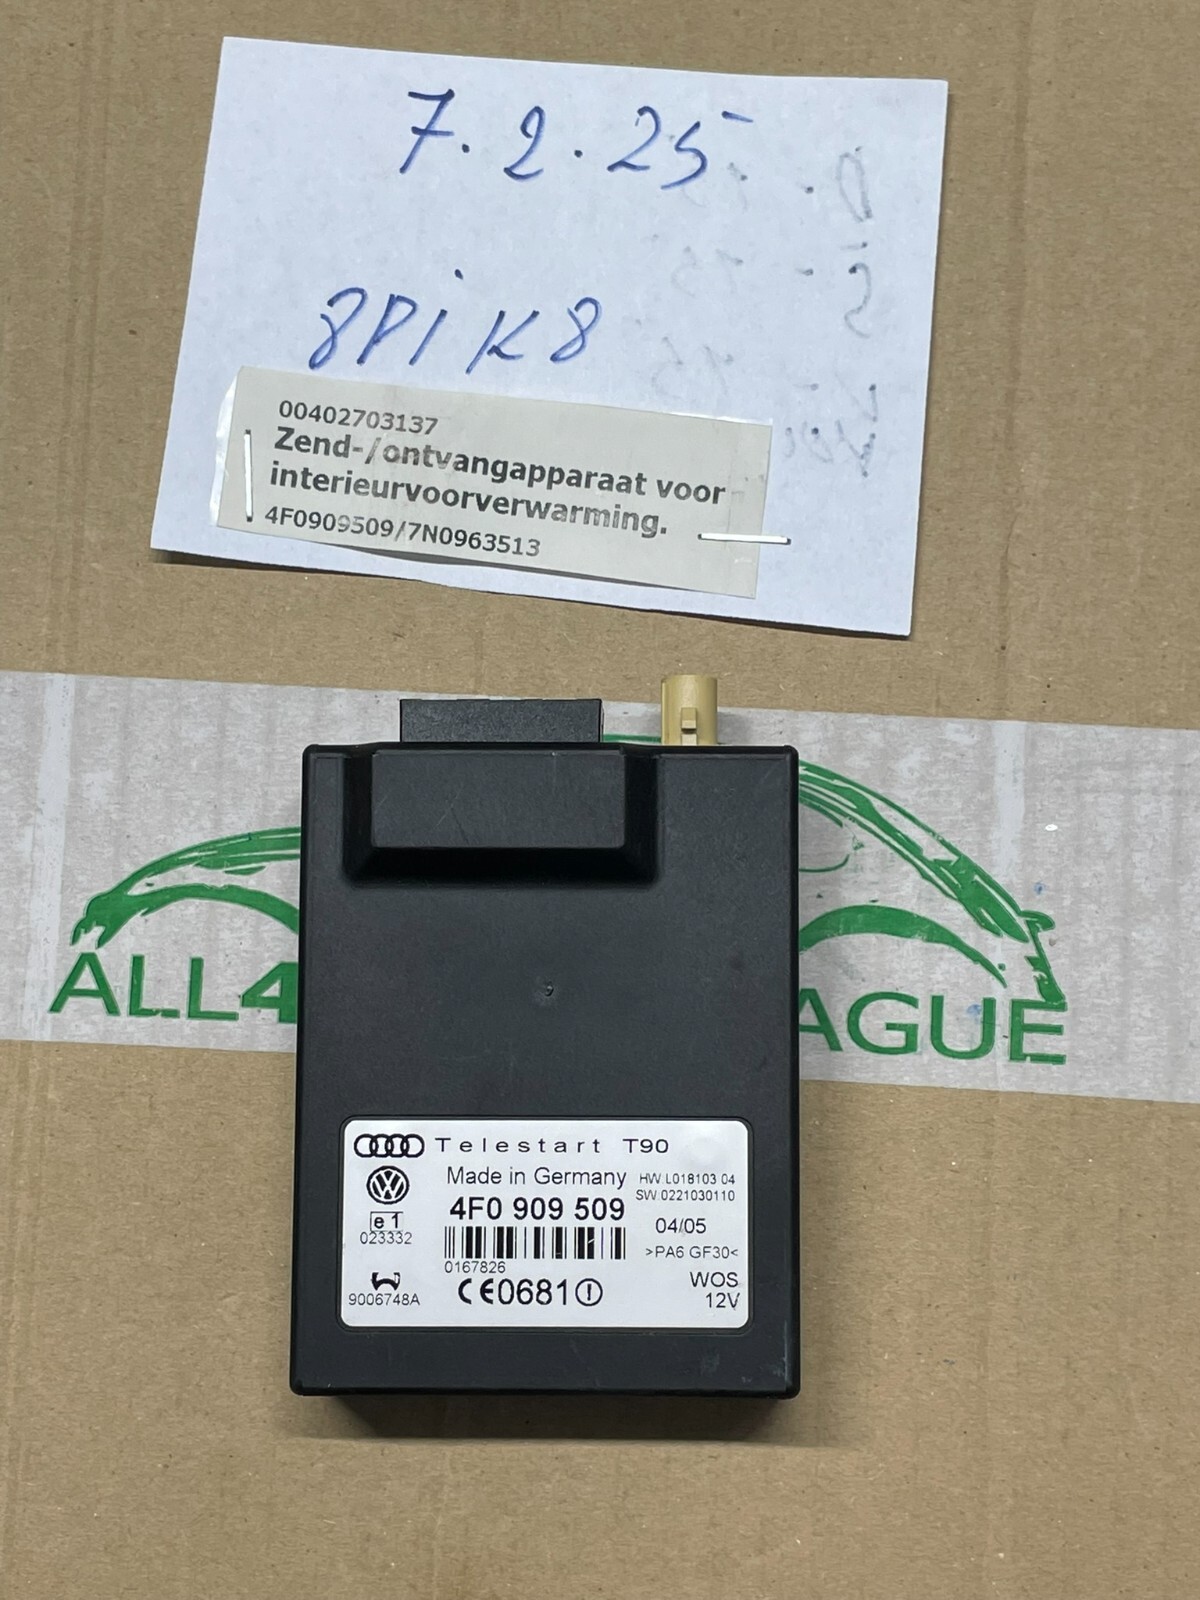 7.2.25
8PIK8
00402703137
Zend-/ontvangapparaat voor
interieurvoorverwarming.
4F0909509/7N0963513
ALL4
AGUE
Telestart T90
Made in Germany
HW:L018103 04
SW:0221030110
4F0 909 509
e1
023332
04/05
>PA6 GF30<
0167826
9006748A
CE0681
WOS
12V